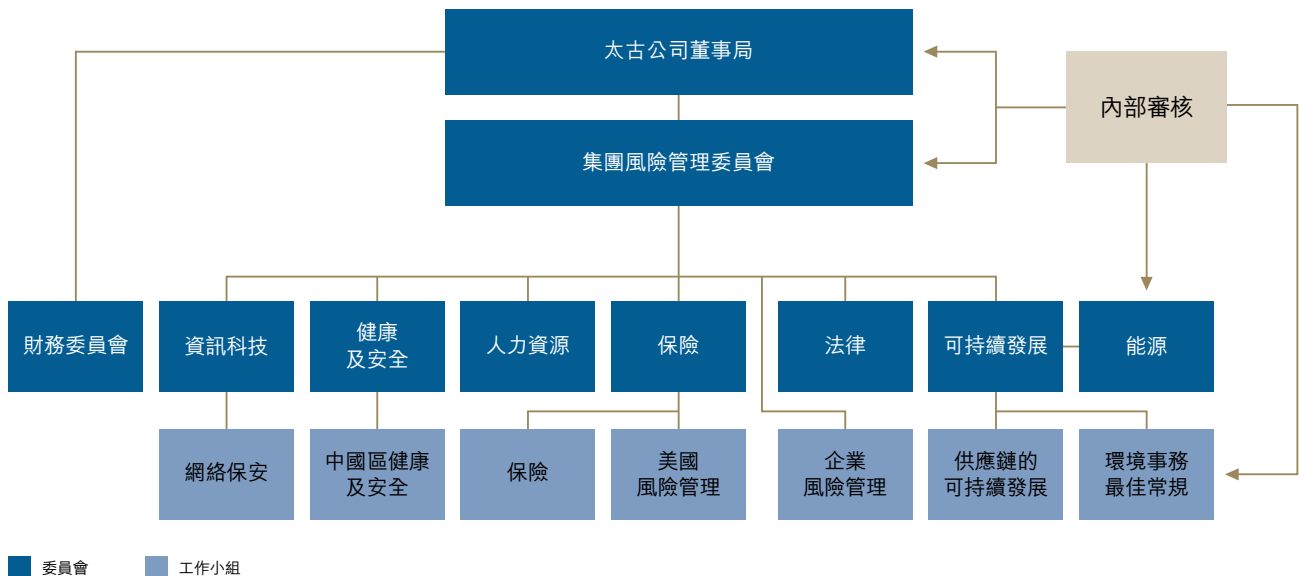 太古公司董事局
內部審核
集團風險管理委員會
財務委員會
資訊科技
健康
及安全
人力資源
保險
法律
可持續發展
能源
網絡保安
中國區健康
及安全
保險
美國
風險管理
企業
風險管理
供應鏈的
可持續發展
環境事務
最佳常規
委員會
工作小組